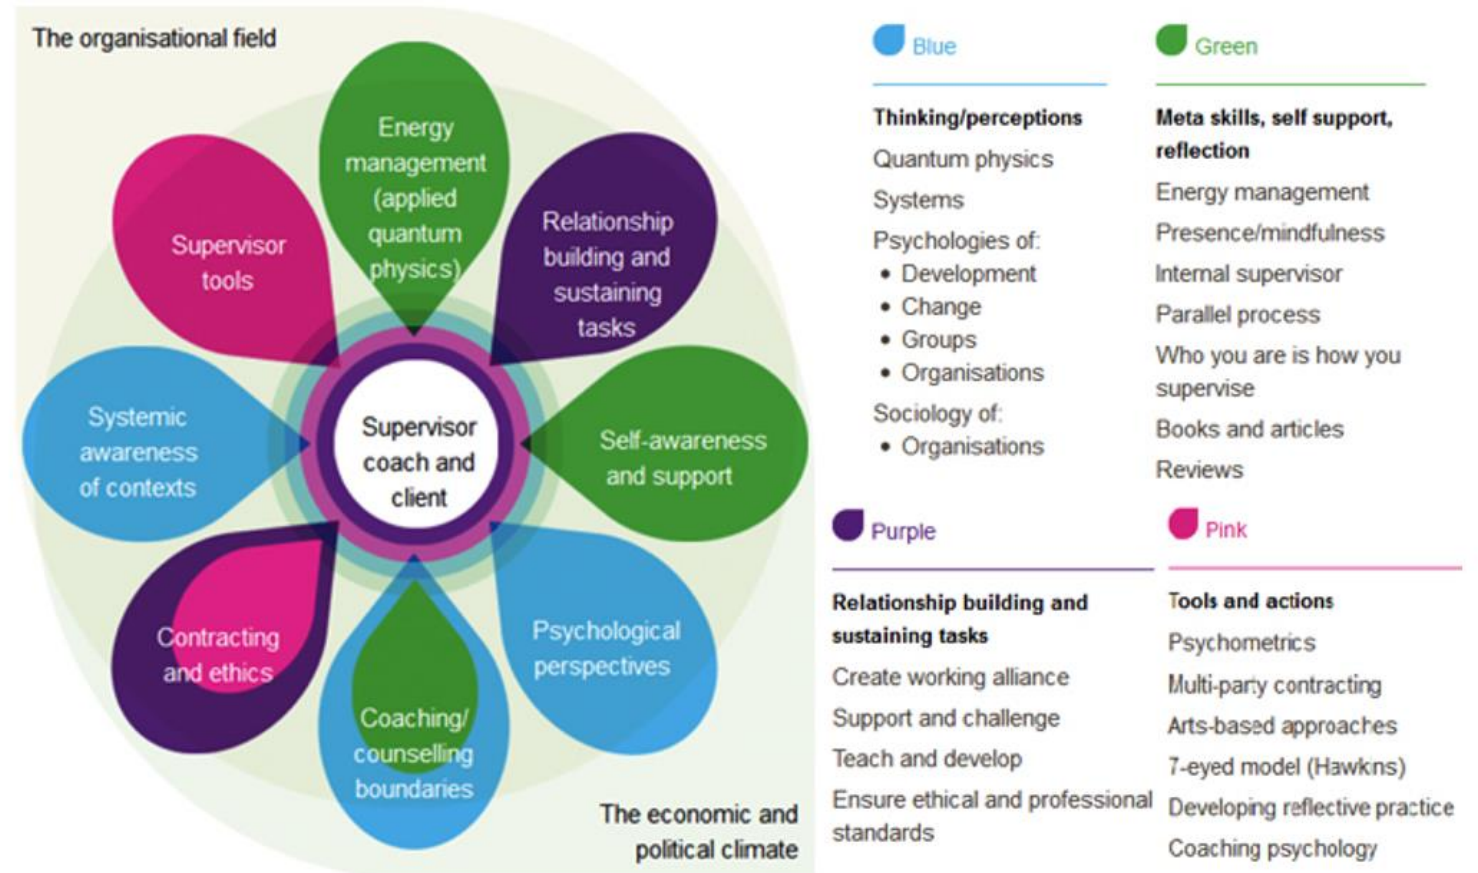 The organisational field
Energy
management
(applied
quantum
physics)
Relationship
building and
sustaining
tasks
Supervisor
tools
Systemic
awareness
of contexts
Supervisor
coach and
client
Self-awareness
and support
Contracting
and ethics
Coaching/
counselling
boundaries
Psychological
perspectives
The economic and
political climate
Blue
Thinking/perceptions
Quantum physics
Systems
Psychologies of:
• Development
• Change
• Groups
• Organisations
Sociology of:
• Organisations
Green
Meta skills, self support,
reflection
Energy management
Presence/mindfulness
Internal supervisor
Parallel process
Who you are is how you
supervise
Books and articles
Reviews
Purple
Relationship building and
sustaining tasks
Create working alliance
Support and challenge
Teach and develop
Ensure ethical and professional
standards
Pink
Tools and actions
Psychometrics
Multi-party contracting
Arts-based approaches
7-eyed model (Hawkins)
Developing reflective practice
Coaching psychology